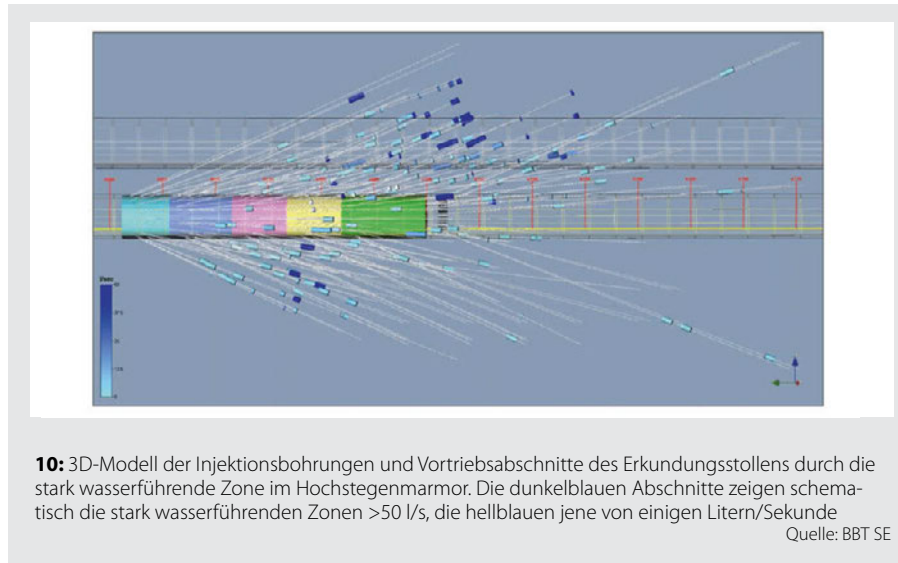 10: 3D-Modell der Injektionsbohrungen und Vortriebsabschnitte des Erkundungsstollens durch die
stark wasserführende Zone im Hochstegenmarmor. Die dunkelblauen Abschnitte zeigen schema-
tisch die stark wasserführenden Zonen >50 l/s, die hellblauen jene von einigen Litern/Sekunde
Quelle: BBT SE